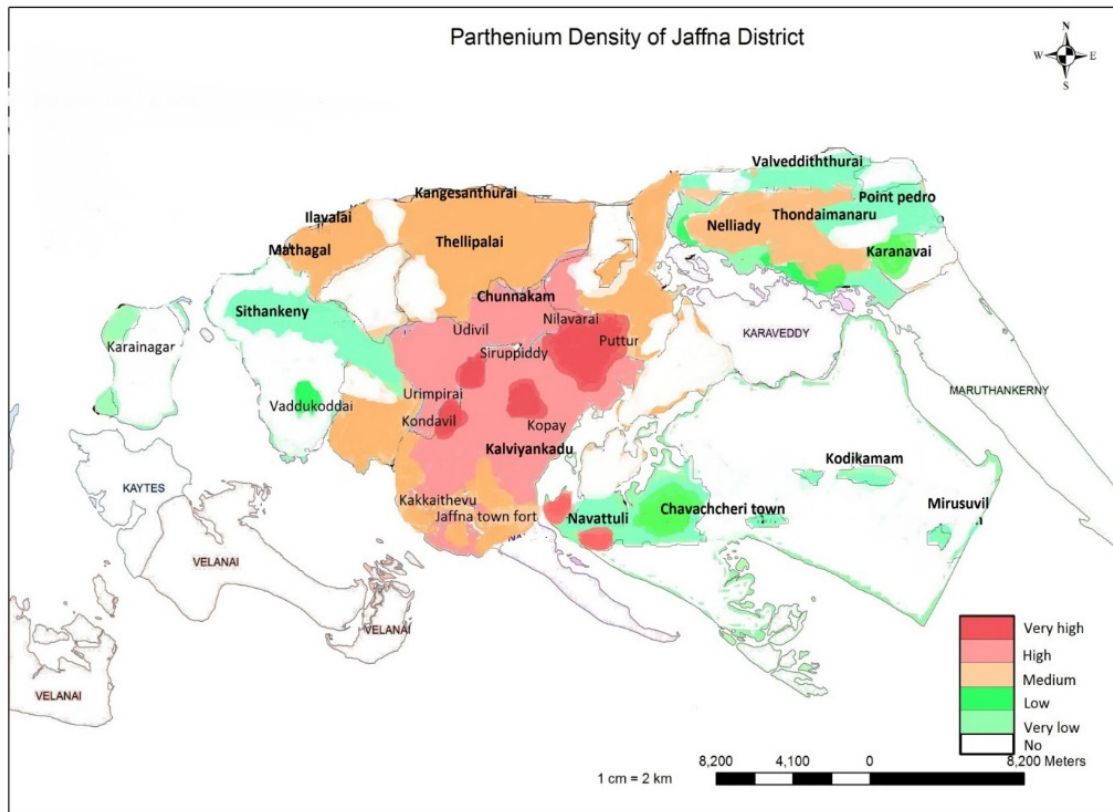 Parthenium Density of Jaffna District
N
W E
S
Valveddiththurai
Kangesanthurai
Point pedro
Ilavalai
Thondaimanaru
Nelliady
Mathagal
Thellipalai
Karanavai
Chunnakam
Sithankeny
Nilavarai
Udivil
KARAVEDDY
Puttur
Karainagar
Siruppiddy
MARUTHANKERNY
Urimpirai
Vaddukoddai
Kondavil
Kopay
Kalviyankadu
Kodikamam
KAYTES
Kakkaithevu
Chavachcheri town
Mirusuvil
Jaffna town fort
Navattuli
NA
VELANAI
VELANAI
VELANAI
Very high
High
Medium
Low
Very low
No
8,200 4,100 0 8,200 Meters
1 cm = 2 km